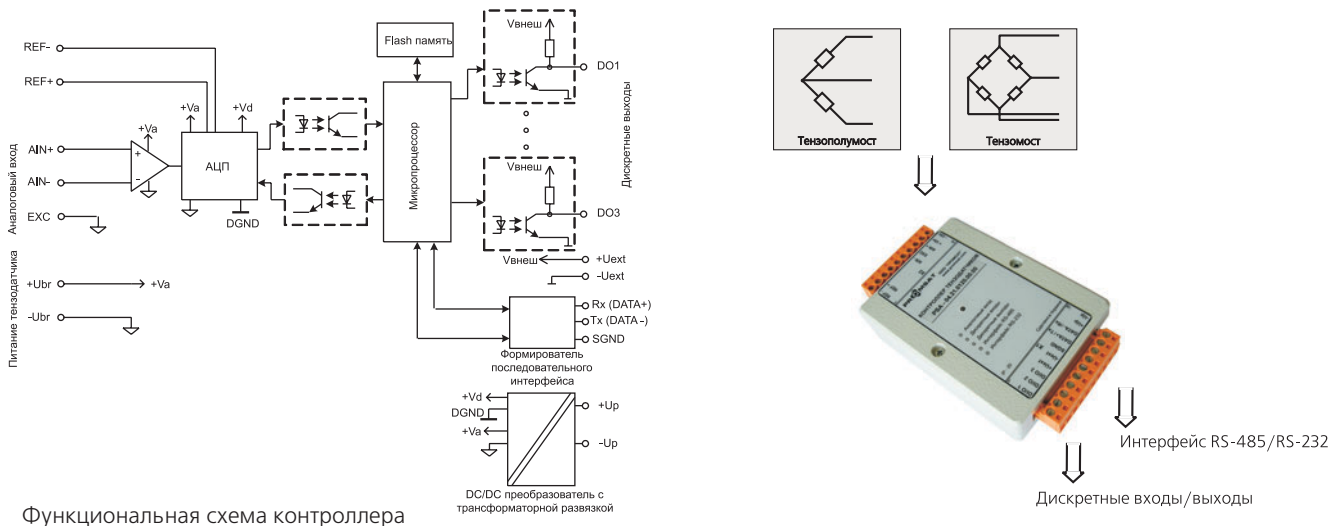 REF-
REF+
Аналоговый вход
AIN+
AIN-
EXC
Питание тензодатчика
+Ubr
-Ubr
+Va
+Va
+
-
+Va
+Vd
АЦП
DGND
Flash память
Микропроцессор
Vвнеш
DO1
Дискретные выходы
Vвнеш
DO3
Vвнеш
+Uext
-Uext
Rx (DATA+)
Tx (DATA-)
SGND
Формирователь
последовательного
интерфейса
+Vd
DGND
+Va
+Up
-Up
DC/DC преобразователь с
трансформаторной развязкой
Функциональная схема контроллера
Тензополумост
Тензомост
КОНТРОЛЛЕР ТЕНЗОДАТЧИКОВ
Интерфейс RS-485/RS-232
Дискретные входы/выходы